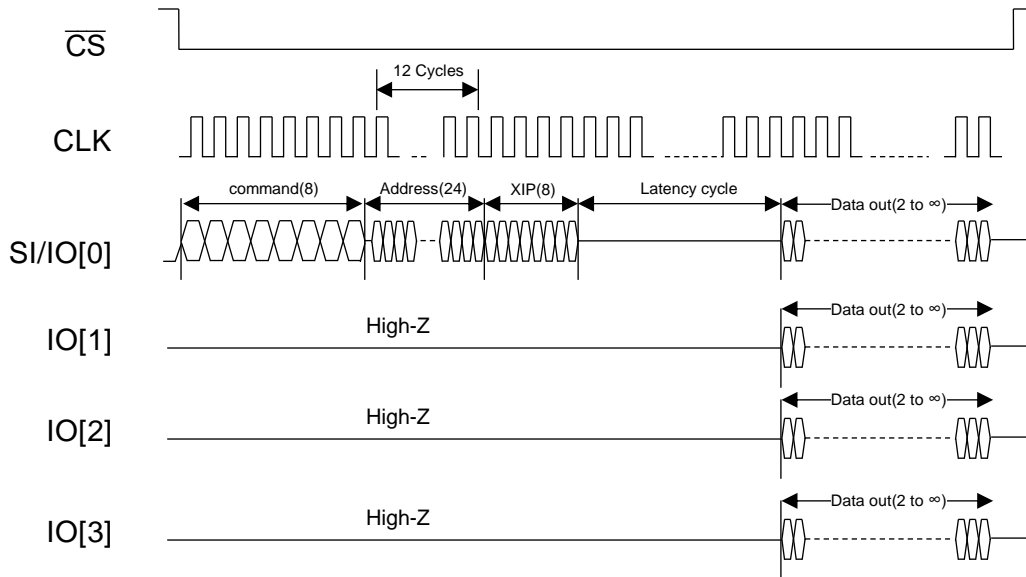 CS
12 Cycles
CLK
command(8)
Address(24)
XIP(8)
Latency cycle
Data out(2 to ∞)
SI/IO[0]
High-Z
Data out(2 to ∞)
IO[1]
High-Z
Data out(2 to ∞)
IO[2]
High-Z
Data out(2 to ∞)
IO[3]